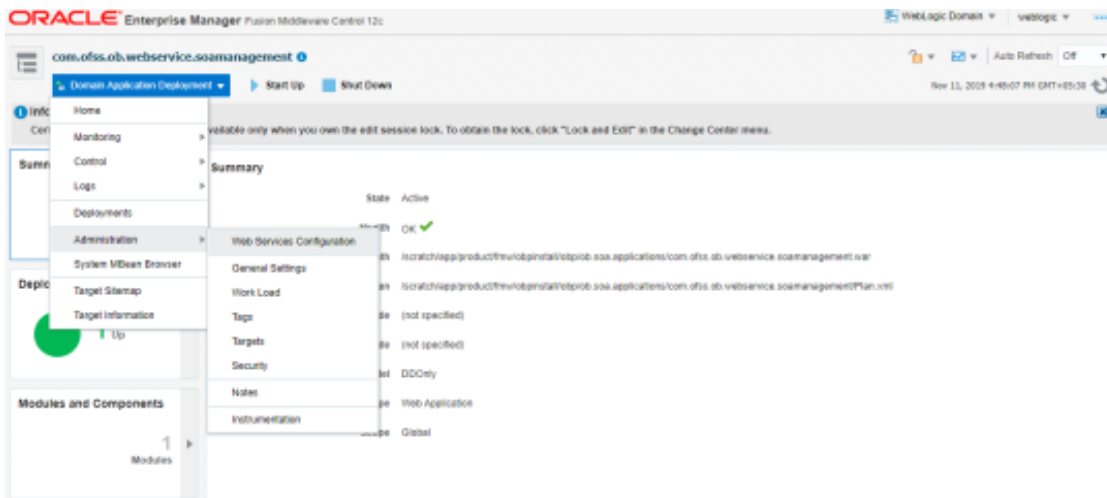 ORACLE Enterprise Manager Fusion Middleware Control 12c
WebLogic Domain
weblogic
com.ofss.ob.webservice.soamanagement
Auto Refresh Off
Domain Application Deployment
Start Up
Shut Down
Nov 11, 2019 4:48:07 PM GMT+05:30
Home
Monitoring
Control
Logs
Deployments
Administration
System MBean Browser
Target Sitemap
Target Information
available only when you own the edit session lock. To obtain the lock, click "Lock and Edit" in the Change Center menu.
Summary
State Active
OK
/scratch/app/product/fmw/obpinstall/obp/ob.soa.applications/com.ofss.ob.webservice.soamanagement.war
/scratch/app/product/fmw/obpinstall/obp/ob.soa.applications/com.ofss.ob.webservice.soamanagement/Plan.xml
(not specified)
(not specified)
DDOnly
Web Application
Scope Global
Web Services Configuration
General Settings
Work Load
Tags
Targets
Security
Notes
Instrumentation
Up
Modules and Components
1
Modules